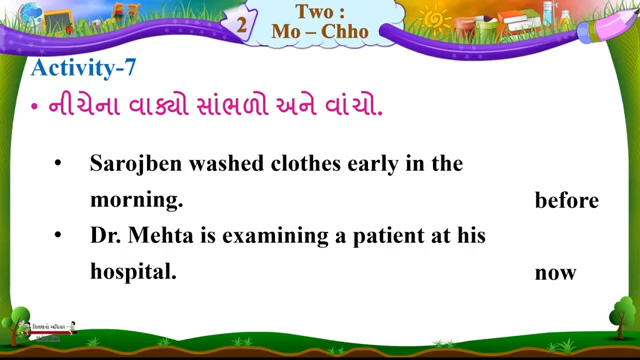 2
Two :
Mo – Chho
Activity-7
• નીચેના વાક્યો સાંભળો અને વાંચો.
• Sarojben washed clothes early in the
morning. before
• Dr. Mehta is examining a patient at his
hospital. now